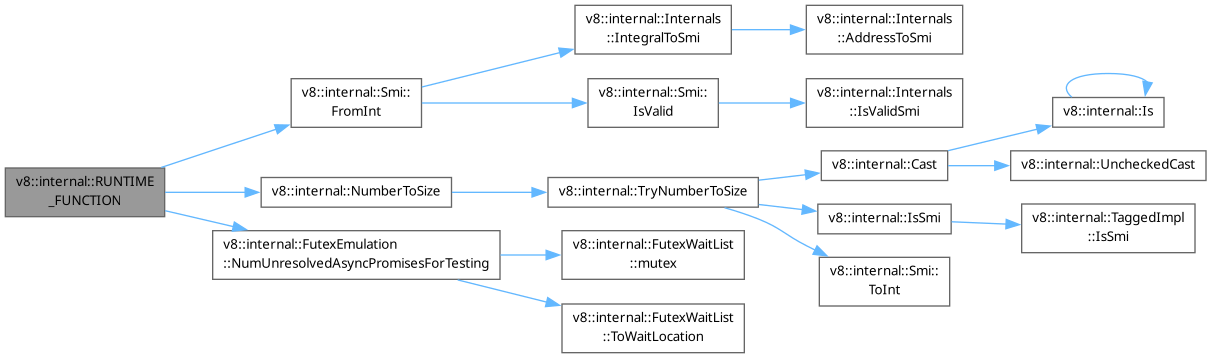 v8::internal::Internals
::IntegralToSmi
v8::internal::Internals
::AddressToSmi
v8::internal::Smi::
FromInt
v8::internal::Smi::
IsValid
v8::internal::Internals
::IsValidSmi
v8::internal::Is
v8::internal::Cast
v8::internal::UncheckedCast
v8::internal::RUNTIME
_FUNCTION
v8::internal::NumberToSize
v8::internal::TryNumberToSize
v8::internal::IsSmi
v8::internal::TaggedImpl
::IsSmi
v8::internal::FutexEmulation
::NumUnresolvedAsyncPromisesForTesting
v8::internal::FutexWaitList
::mutex
v8::internal::Smi::
ToInt
v8::internal::FutexWaitList
::ToWaitLocation